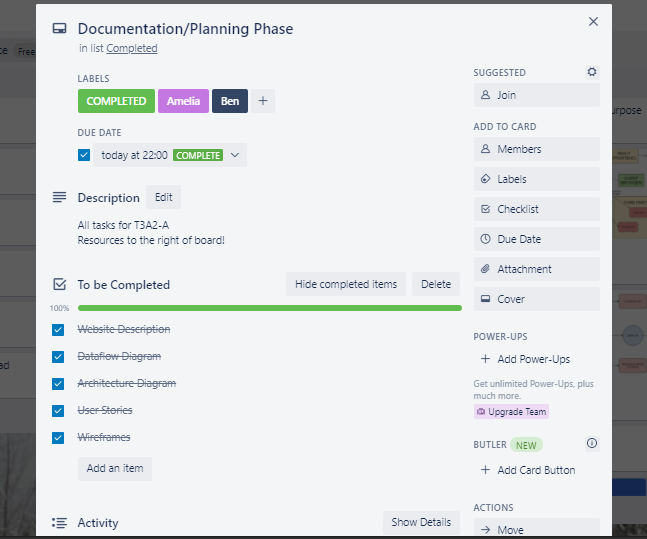 Documentation/Planning Phase
in list Completed
LABELS
COMPLETED Amelia Ben +
DUE DATE
today at 22:00 COMPLETE
Description Edit
All tasks for T3A2-A
Resources to the right of board!
To be Completed Hide completed items Delete
100%
Website Description
Dataflow Diagram
Architecture Diagram
User Stories
Wireframes
Add an item
Activity Show Details
SUGGESTED
Join
ADD TO CARD
Members
Labels
Checklist
Due Date
Attachment
Cover
POWER-UPS
+ Add Power-Ups
Get unlimited Power-Ups, plus
much more.
Upgrade Team
BUTLER NEW
+ Add Card Button
ACTIONS
→ Move
Free